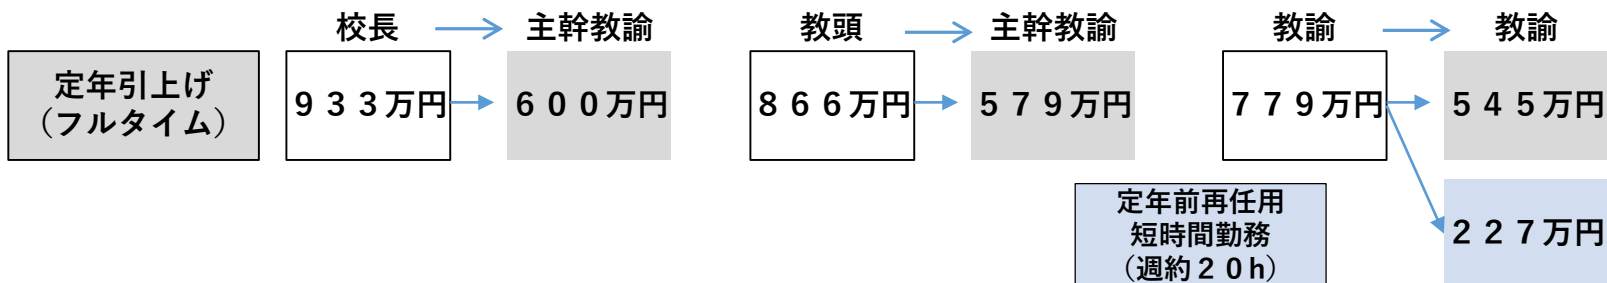 校長 主幹教諭 教頭 主幹教諭 教諭 教諭
定年引上げ
（フルタイム）
９３３万円 ６００万円 ８６６万円 ５７９万円 ７７９万円 ５４５万円
定年前再任用
短時間勤務
（週約２０h）
２２７万円